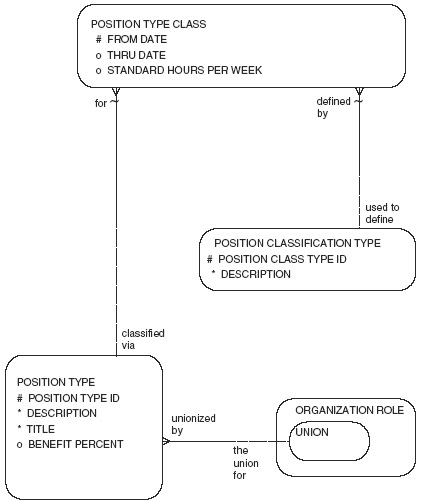 POSITION TYPE CLASS
# FROM DATE
o THRU DATE
o STANDARD HOURS PER WEEK
for
defined
by
used to
define
POSITION CLASSIFICATION TYPE
# POSITION CLASS TYPE ID
* DESCRIPTION
classified
via
POSITION TYPE
# POSITION TYPE ID
* DESCRIPTION
* TITLE
o BENEFIT PERCENT
unionized
by
the
union
for
ORGANIZATION ROLE
UNION